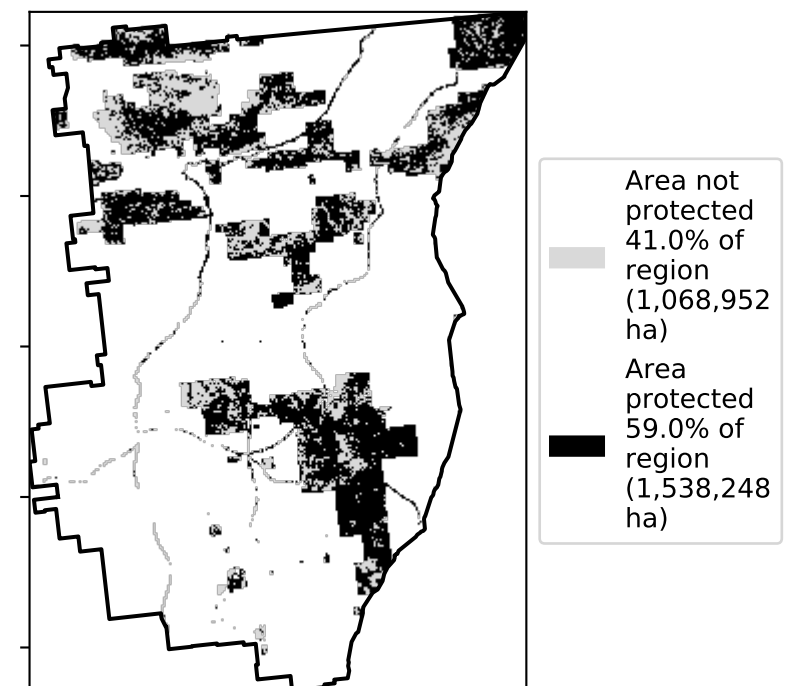 Area not
protected
41.0% of
region
(1,068,952
ha)
Area
protected
59.0% of
region
(1,538,248
ha)